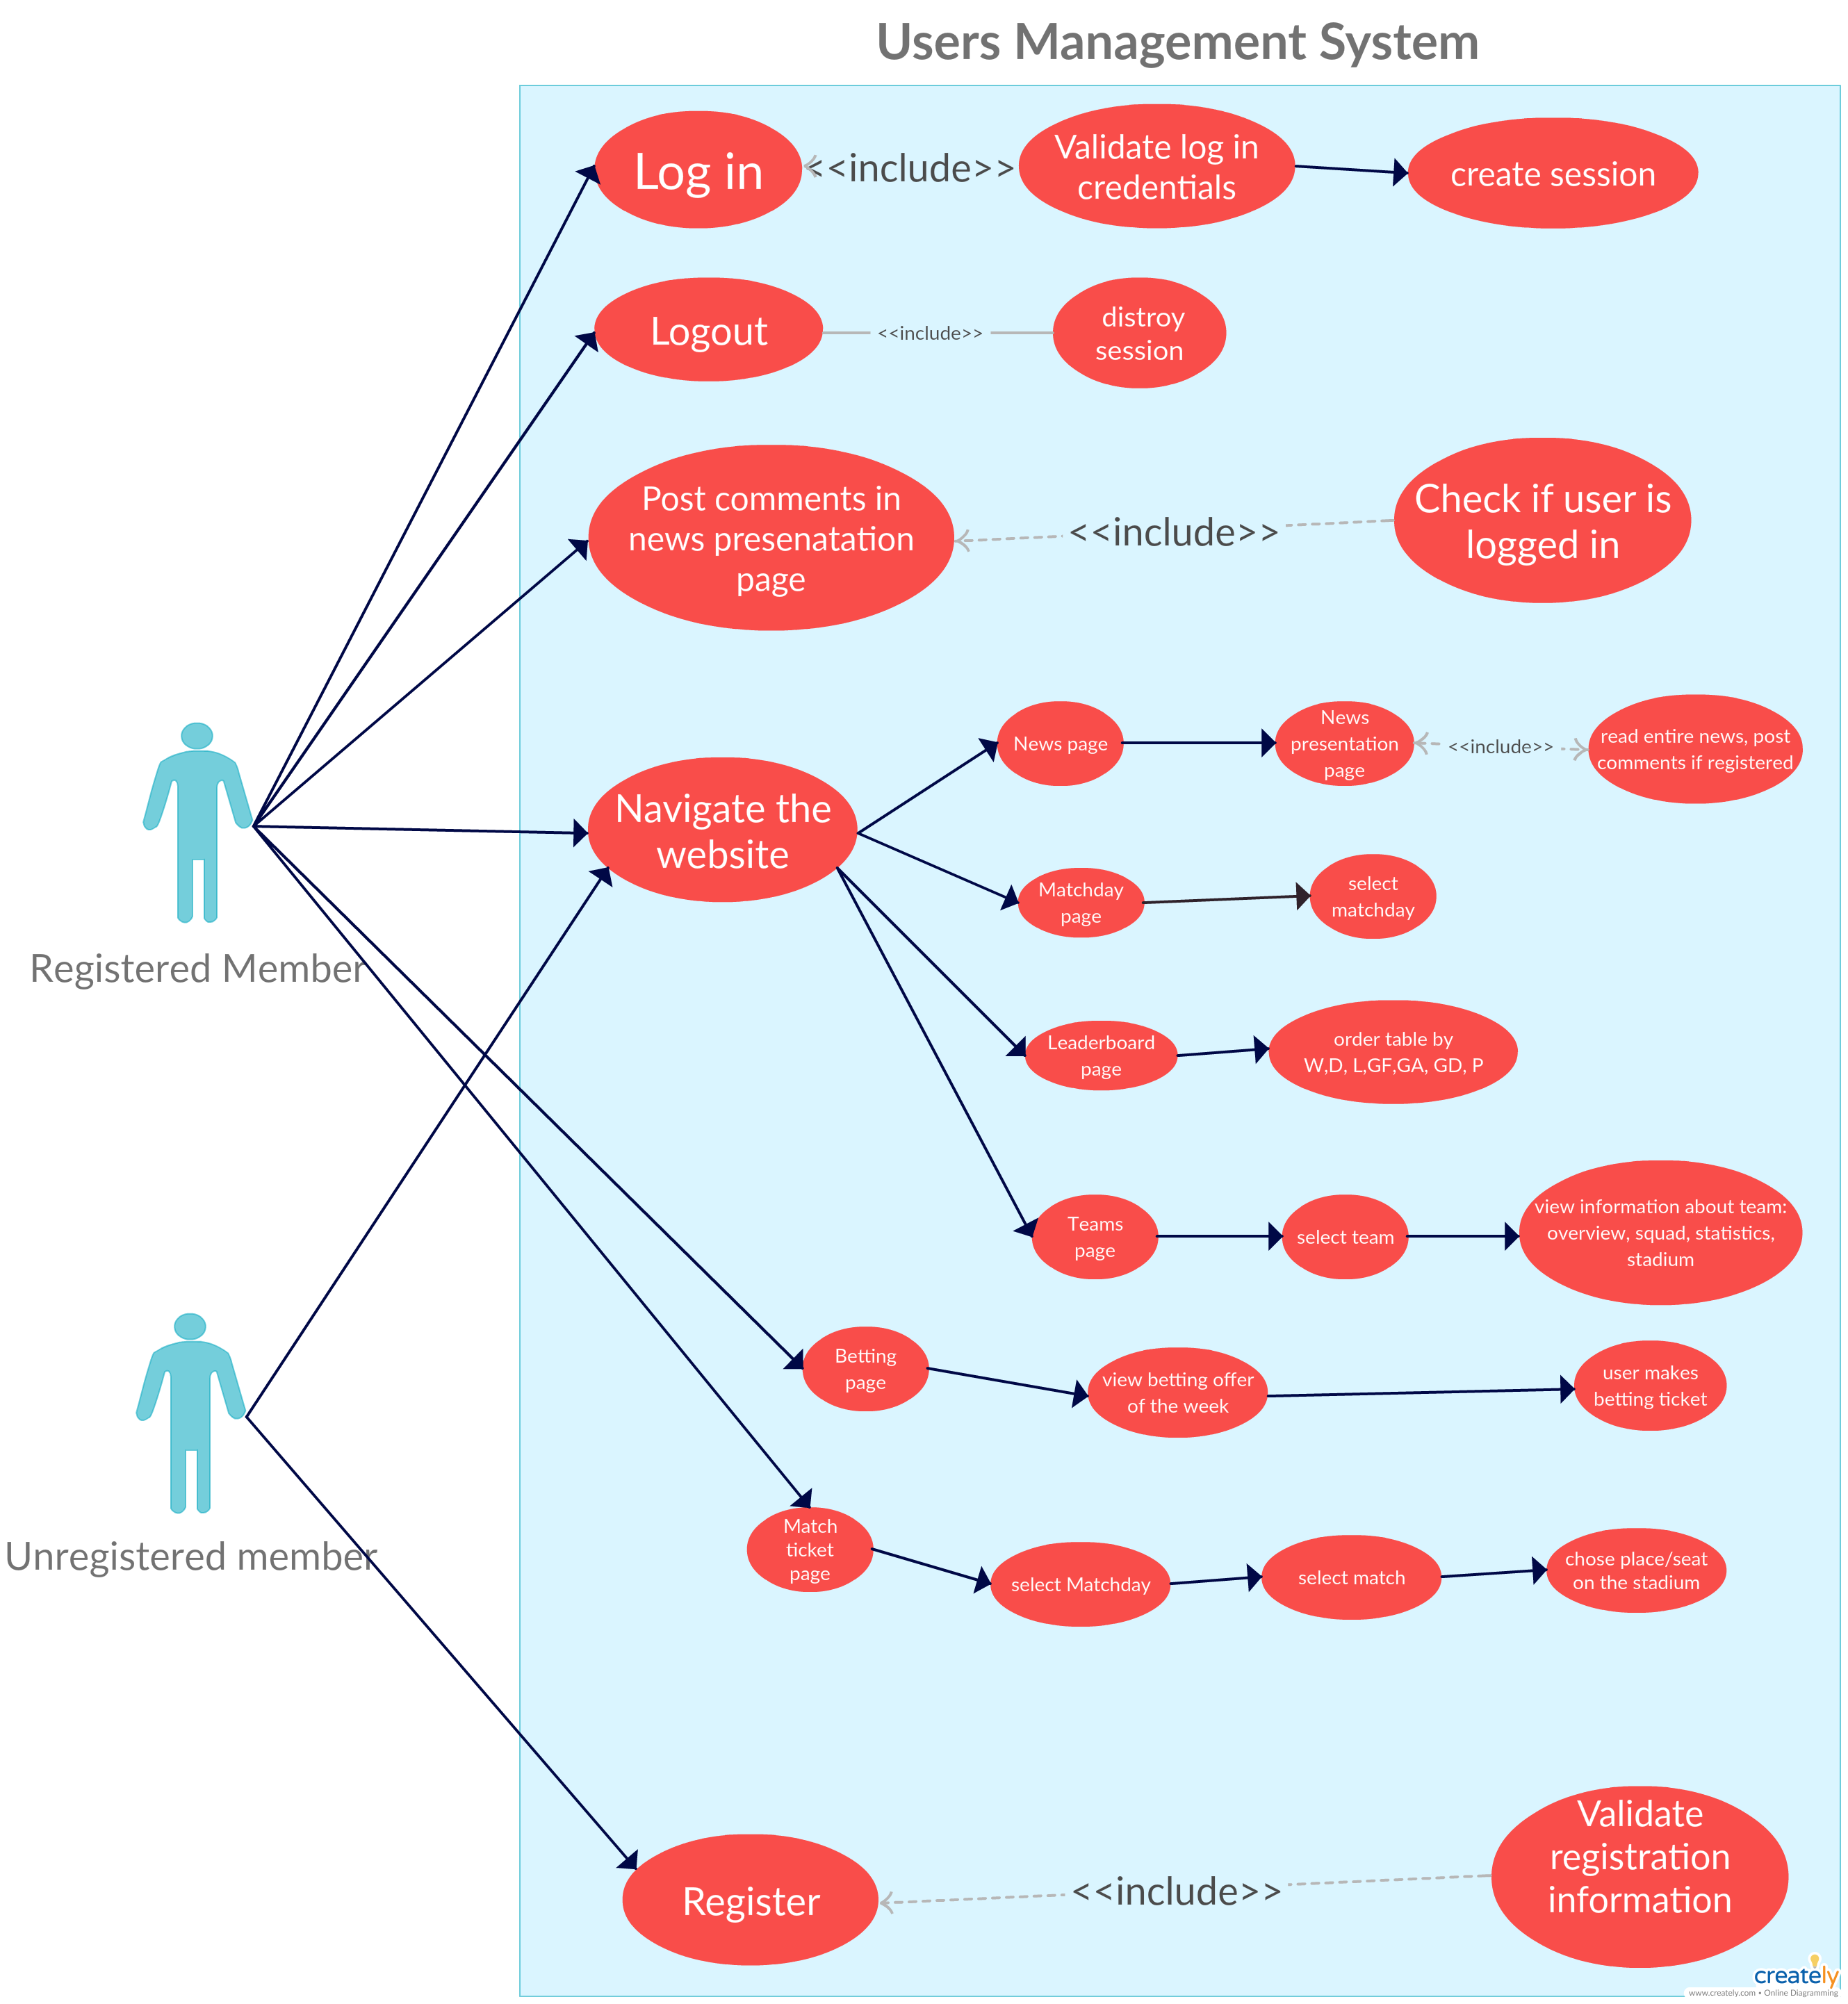 Users Management System
Log in
<<include>>
Validate log in
credentials
create session
Logout
<<include>>
distroy
session
Post comments in
news presenatation
page
<<include>>
Check if user is
logged in
Registered Member
Navigate the
website
News page
News
presentation
page
<<include>>
read entire news, post
comments if registered
Matchday
page
select
matchday
Leaderboard
page
order table by
W,D, L,GF,GA, GD, P
Teams
page
select team
view information about team:
overview, squad, statistics,
stadium
Unregistered member
Betting
page
view betting offer
of the week
user makes
betting ticket
Match
ticket
page
select Matchday
select match
chose place/seat
on the stadium
Register
<<include>>
Validate
registration
information
creately
www.creately.com • Online Diagramming